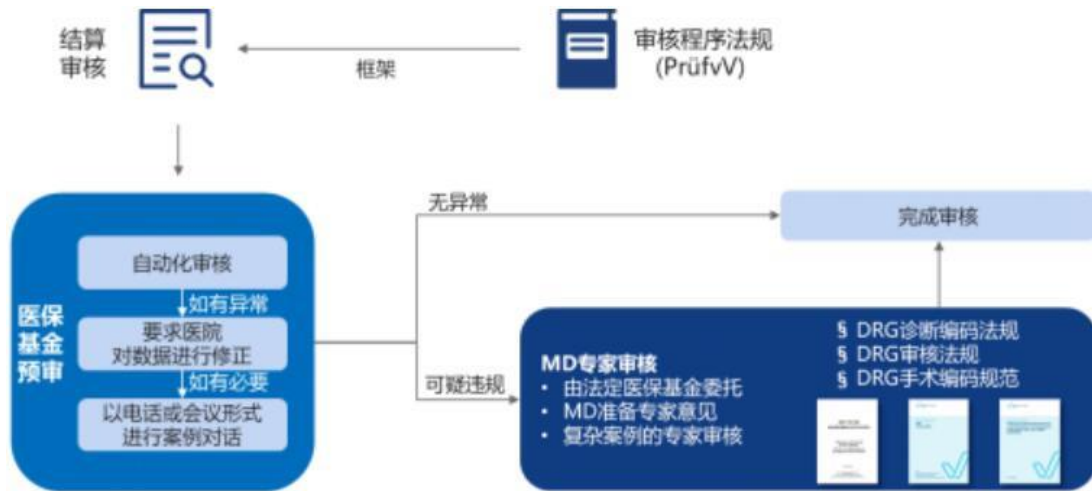 结算
审核
框架
审核程序法规
(PrüfvV)
无异常
完成审核
医保
基金
预审
自动化审核
如有异常
要求医院
对数据进行修正
如有必要
以电话或会议形式
进行案例对话
可疑违规
MD专家审核
• 由法定医保基金委托
• MD准备专家意见
• 复杂案例的专家审核
§ DRG诊断编码法规
§ DRG审核法规
§ DRG手术编码规范